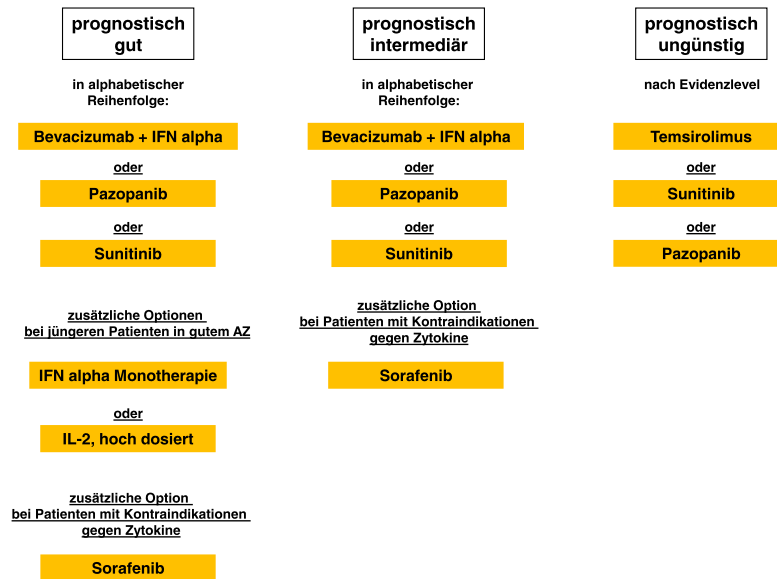 prognostisch
gut
in alphabetischer
Reihenfolge:
Bevacizumab + IFN alpha
oder
Pazopanib
oder
Sunitinib
zusätzliche Optionen
bei jüngeren Patienten in gutem AZ
IFN alpha Monotherapie
oder
IL-2, hoch dosiert
zusätzliche Option
bei Patienten mit Kontraindikationen
gegen Zytokine
Sorafenib
prognostisch
intermediär
in alphabetischer
Reihenfolge:
Bevacizumab + IFN alpha
oder
Pazopanib
oder
Sunitinib
zusätzliche Option
bei Patienten mit Kontraindikationen
gegen Zytokine
Sorafenib
prognostisch
ungünstig
nach Evidenzlevel
Temsirolimus
oder
Sunitinib
oder
Pazopanib